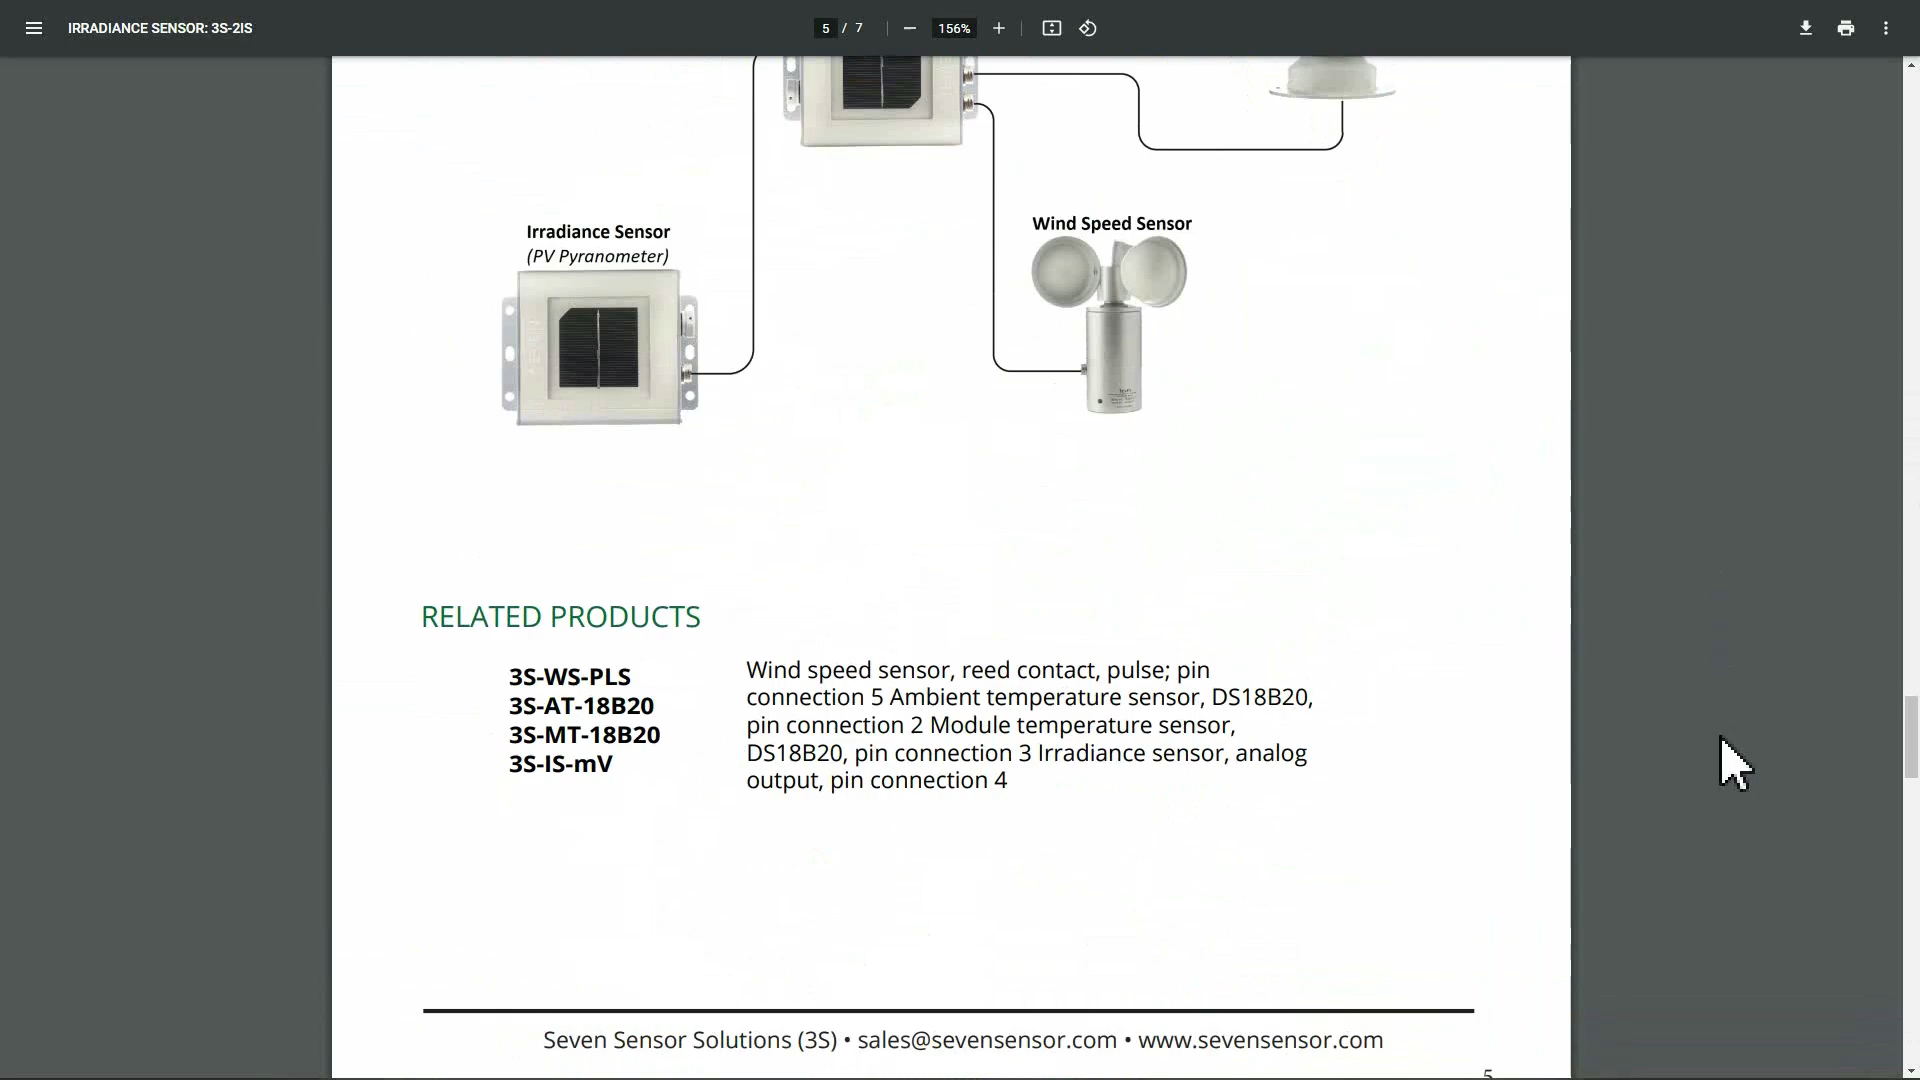 IRRADIANCE SENSOR: 3S-2IS
5 / 7
156%
Irradiance Sensor
(PV Pyranometer)
Wind Speed Sensor
RELATED PRODUCTS
3S-WS-PLS
3S-AT-18B20
3S-MT-18B20
3S-IS-mV
Wind speed sensor, reed contact, pulse; pin
connection 5 Ambient temperature sensor, DS18B20,
pin connection 2 Module temperature sensor,
DS18B20, pin connection 3 Irradiance sensor, analog
output, pin connection 4
Seven Sensor Solutions (3S) • sales@sevensensor.com • www.sevensensor.com
5